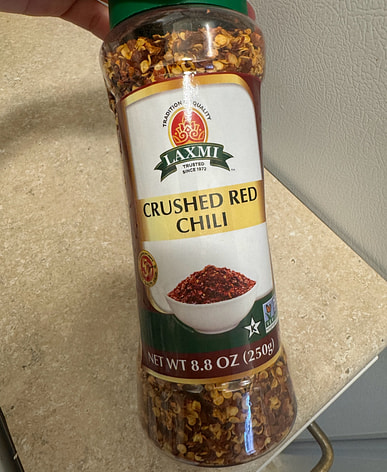 TRADITION OF QUALITY
LAXMI
TRUSTED
SINCE 1972
CRUSHED RED
CHILI
NET WT 8.8 OZ (250g)